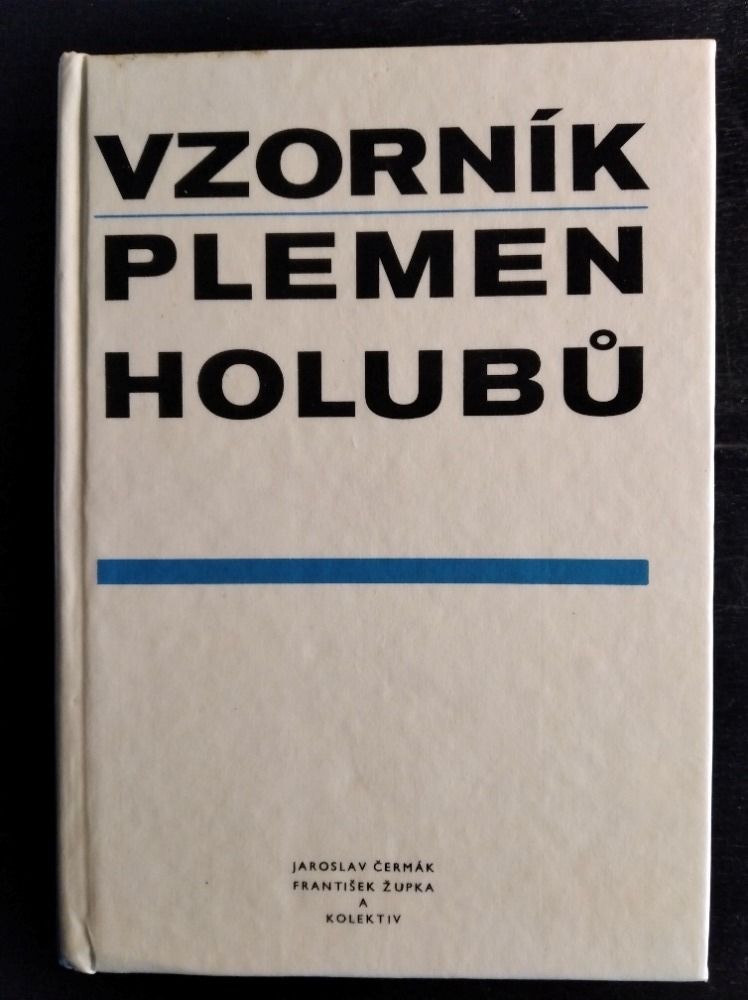 VZORNÍK
PLEMEN
HOLUBŮ
JAROSLAV ČERMÁK
FRANTIŠEK ŽUPKA
A
KOLEKTIV